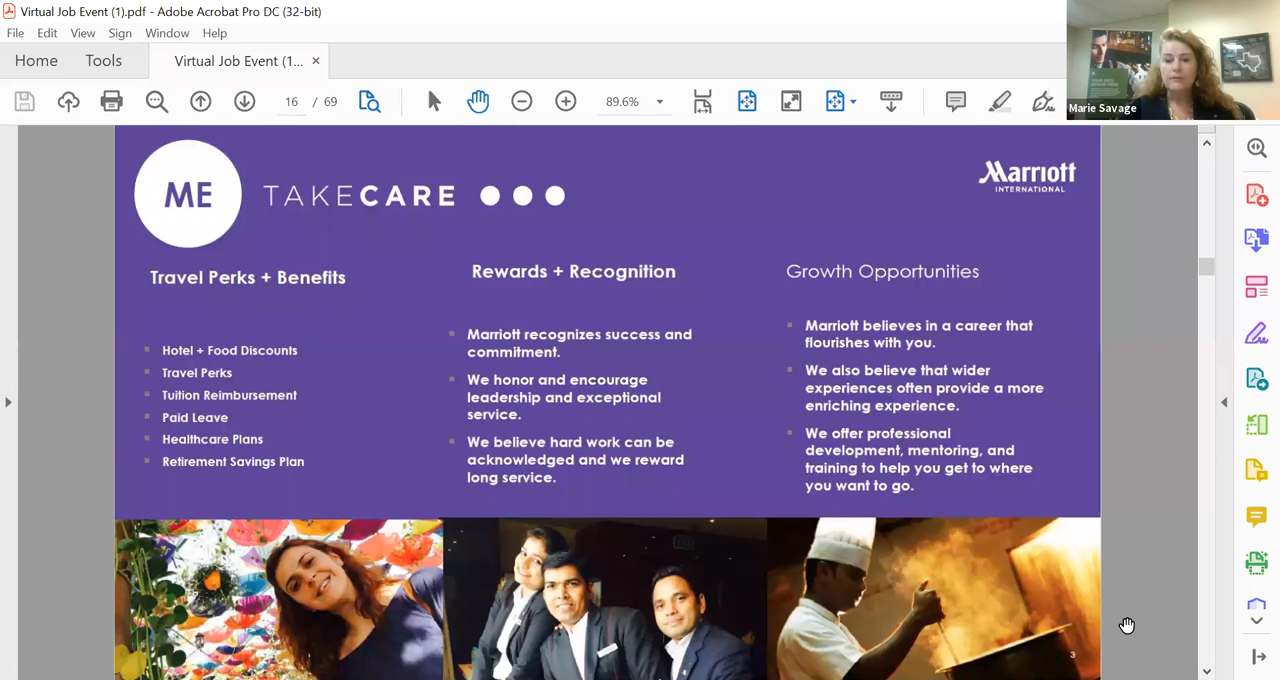 Virtual Job Event (1).pdf - Adobe Acrobat Pro DC (32-bit)
File Edit View Sign Window Help
Home Tools Virtual Job Event (1... ×
16 / 69 89.6%
Marie Savage
ME TAKECARE
Marriott
INTERNATIONAL
Travel Perks + Benefits
Hotel + Food Discounts
Travel Perks
Tuition Reimbursement
Paid Leave
Healthcare Plans
Retirement Savings Plan
Rewards + Recognition
Marriott recognizes success and
commitment.
We honor and encourage
leadership and exceptional
service.
We believe hard work can be
acknowledged and we reward
long service.
Growth Opportunities
Marriott believes in a career that
flourishes with you.
We also believe that wider
experiences often provide a more
enriching experience.
We offer professional
development, mentoring, and
training to help you get to where
you want to go.
3